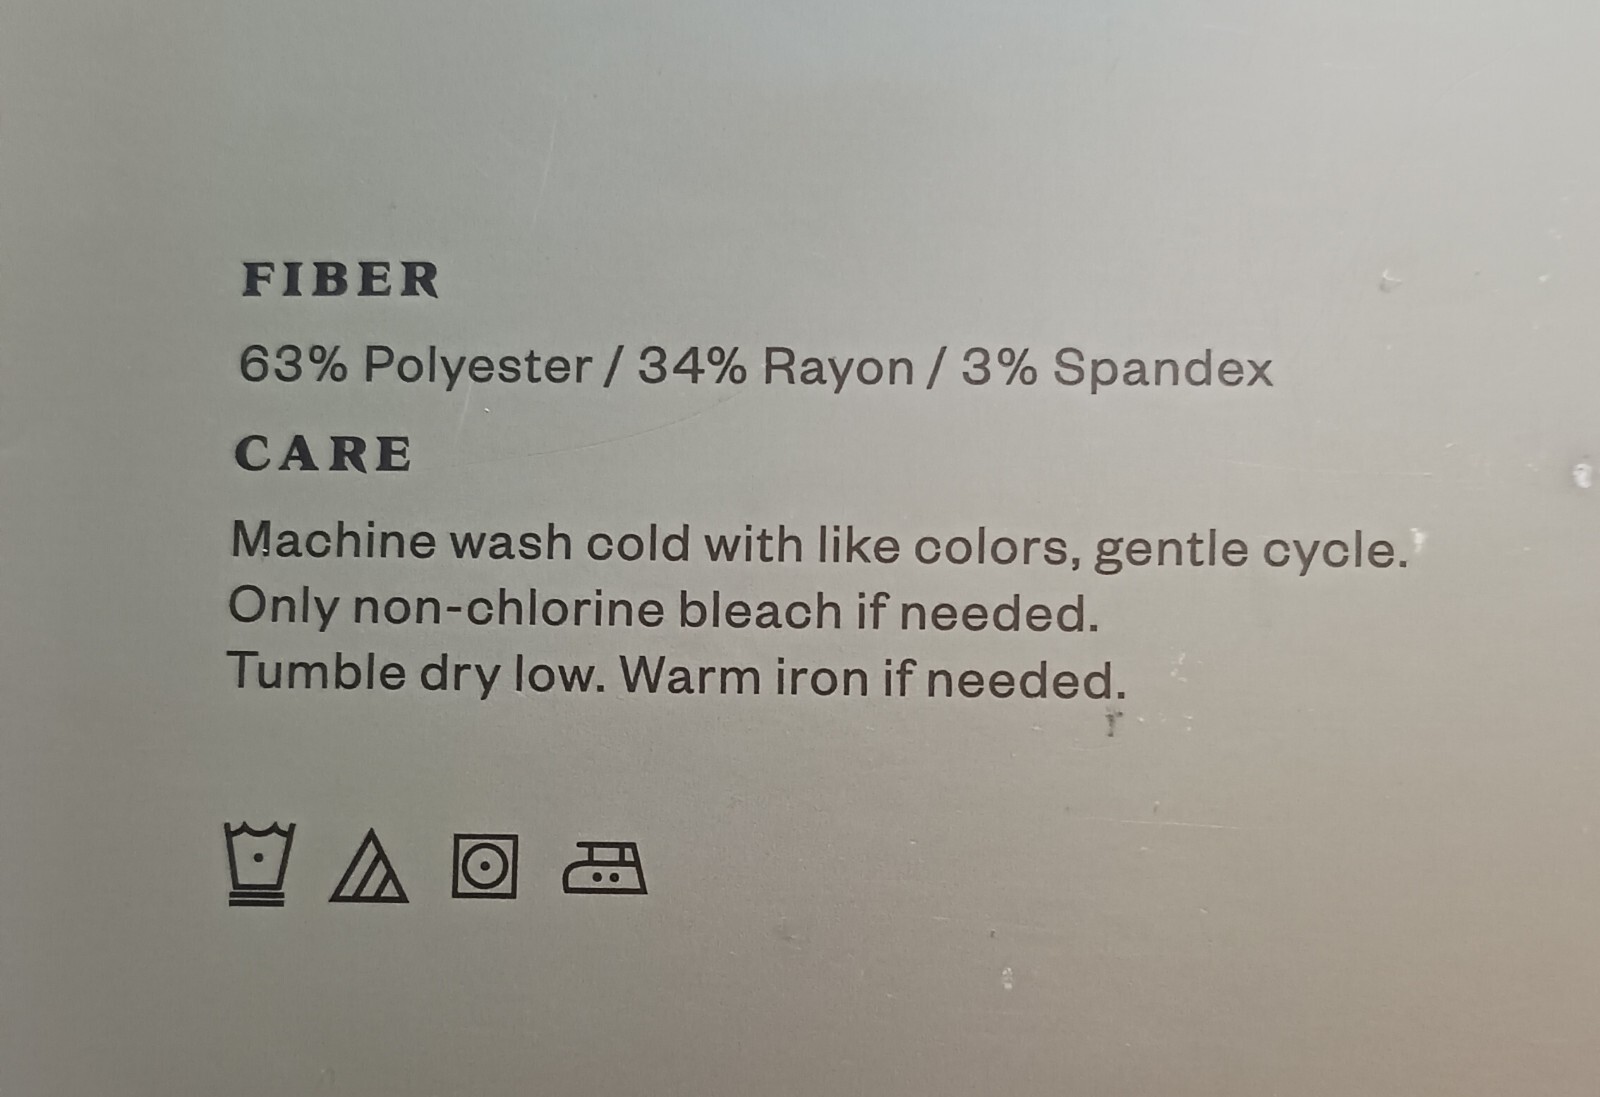 FIBER
63% Polyester / 34% Rayon / 3% Spandex
CARE
Machine wash cold with like colors, gentle cycle.
Only non-chlorine bleach if needed.
Tumble dry low. Warm iron if needed.